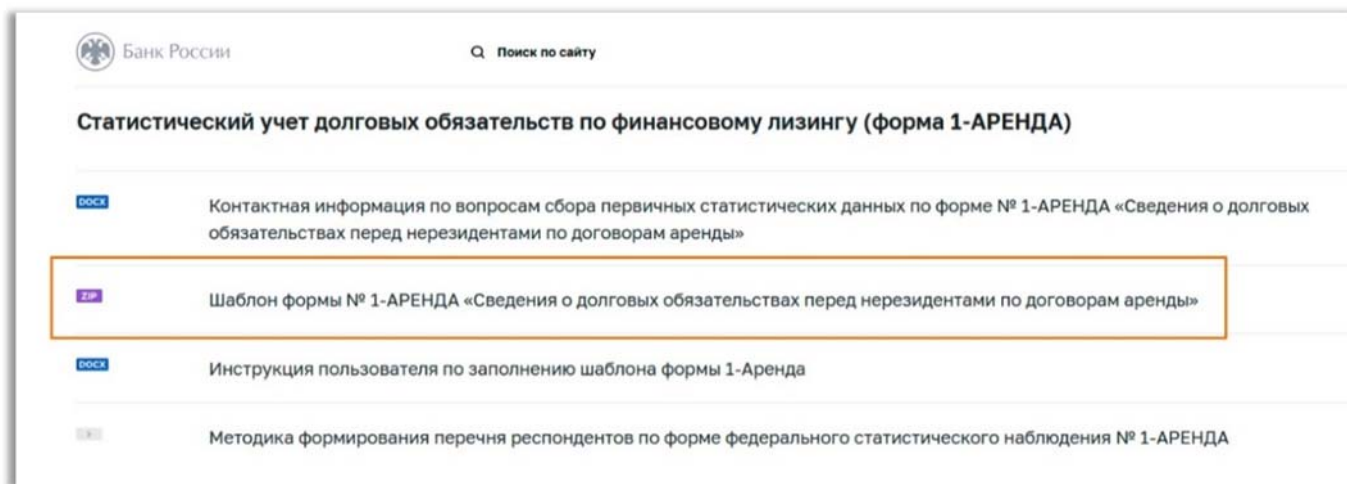 Банк России
Поиск по сайту
Статистический учет долговых обязательств по финансовому лизингу (форма 1-АРЕНДА)
DOCX
Контактная информация по вопросам сбора первичных статистических данных по форме № 1-АРЕНДА «Сведения о долговых
обязательствах перед нерезидентами по договорам аренды»
ZIP
Шаблон формы № 1-АРЕНДА «Сведения о долговых обязательствах перед нерезидентами по договорам аренды»
DOCX
Инструкция пользователя по заполнению шаблона формы 1-Аренда
Методика формирования перечня респондентов по форме федерального статистического наблюдения № 1-АРЕНДА